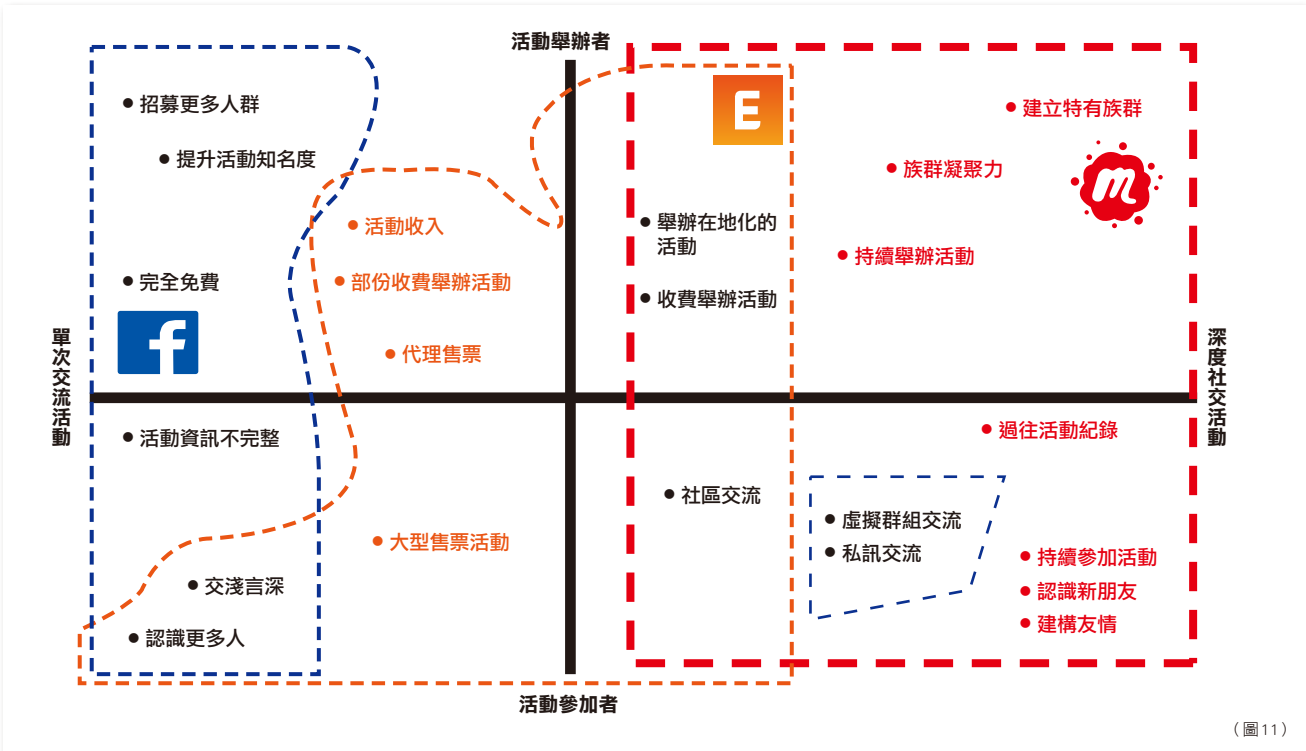 活動舉辦者
招募更多人群
提升活動知名度
活動收入
完全免費
部份收費舉辦活動
代理售票
f
E
舉辦在地化的
活動
收費舉辦活動
建立特有族群
族群凝聚力
m
持續舉辦活動
單次交流活動
深度社交活動
活動資訊不完整
大型售票活動
交淺言深
認識更多人
社區交流
過往活動紀錄
虛擬群組交流
私訊交流
持續參加活動
認識新朋友
建構友情
活動參加者
（圖11）